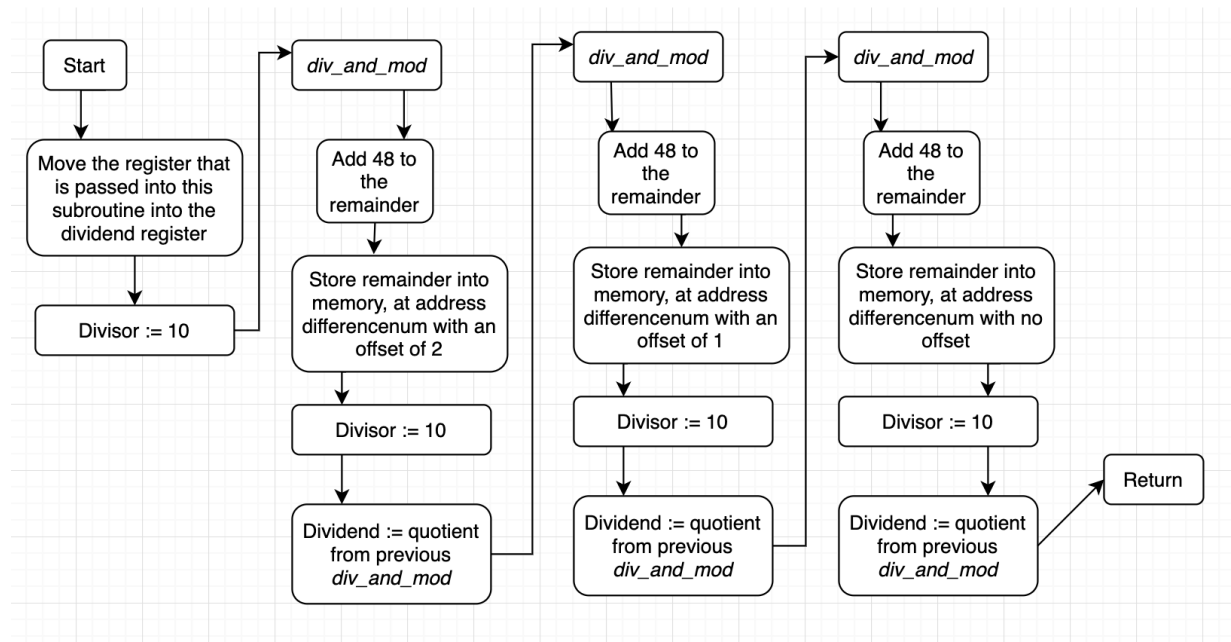 Start
Move the register that
is passed into this
subroutine into the
dividend register
Divisor := 10
div_and_mod
Add 48 to
the
remainder
Store remainder into
memory, at address
differencenum with an
offset of 2
Divisor := 10
Dividend := quotient
from previous
div_and_mod
div_and_mod
Add 48 to
the
remainder
Store remainder into
memory, at address
differencenum with an
offset of 1
Divisor := 10
Dividend := quotient
from previous
div_and_mod
div_and_mod
Add 48 to
the
remainder
Store remainder into
memory, at address
differencenum with no
offset
Divisor := 10
Dividend := quotient
from previous
div_and_mod
Return